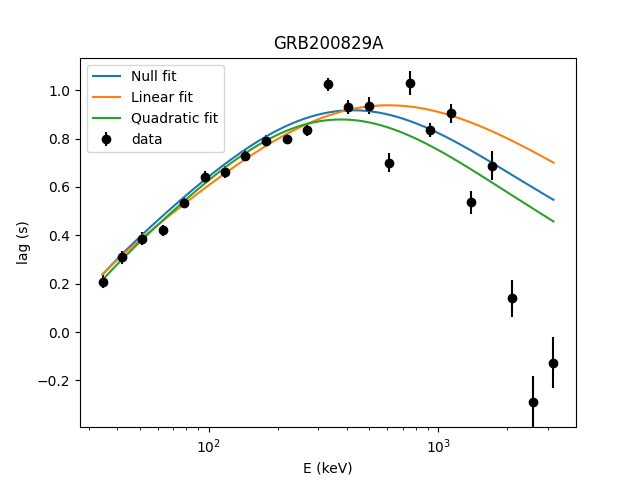 GRB200829A
Null fit
Linear fit
Quadratic fit
data
lag (s)
1.0
0.8
0.6
0.4
0.2
0.0
−0.2
10²
10³
E (keV)